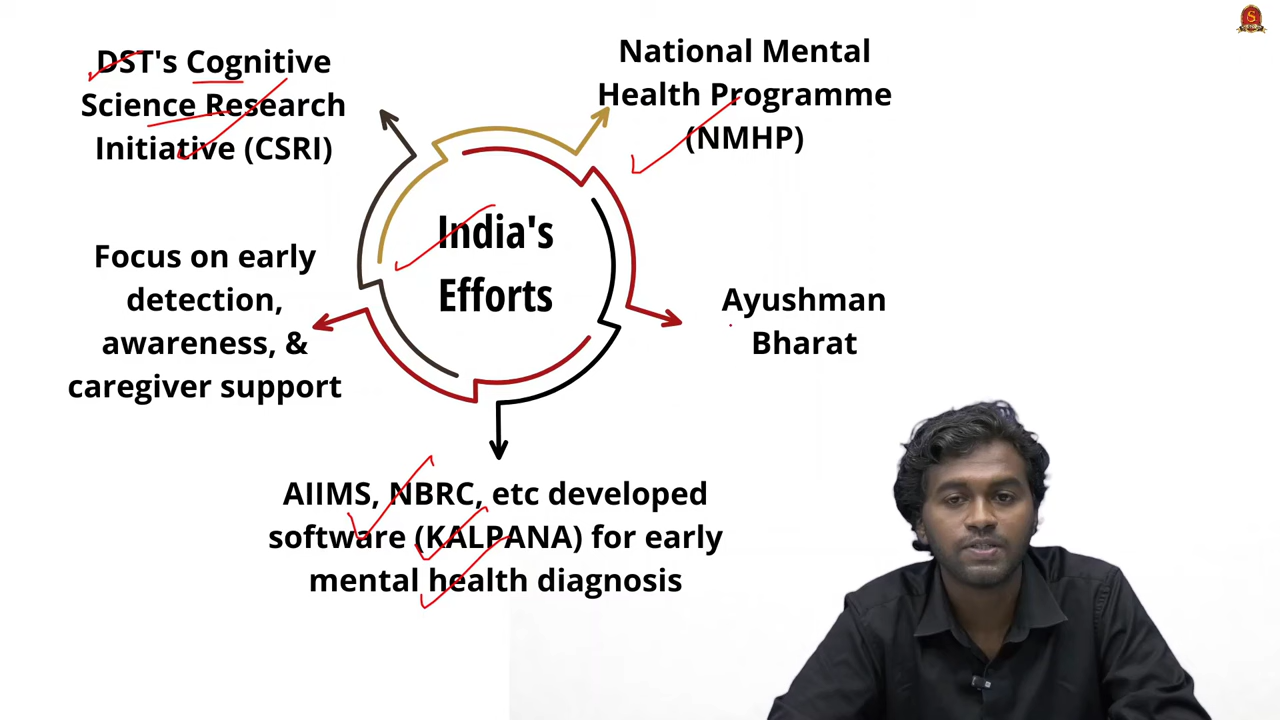 DST's Cognitive
Science Research
Initiative (CSRI)
National Mental
Health Programme
(NMHP)
India's
Efforts
Focus on early
detection,
awareness, &
caregiver support
Ayushman
Bharat
AIIMS, NBRC, etc developed
software (KALPANA) for early
mental health diagnosis
S